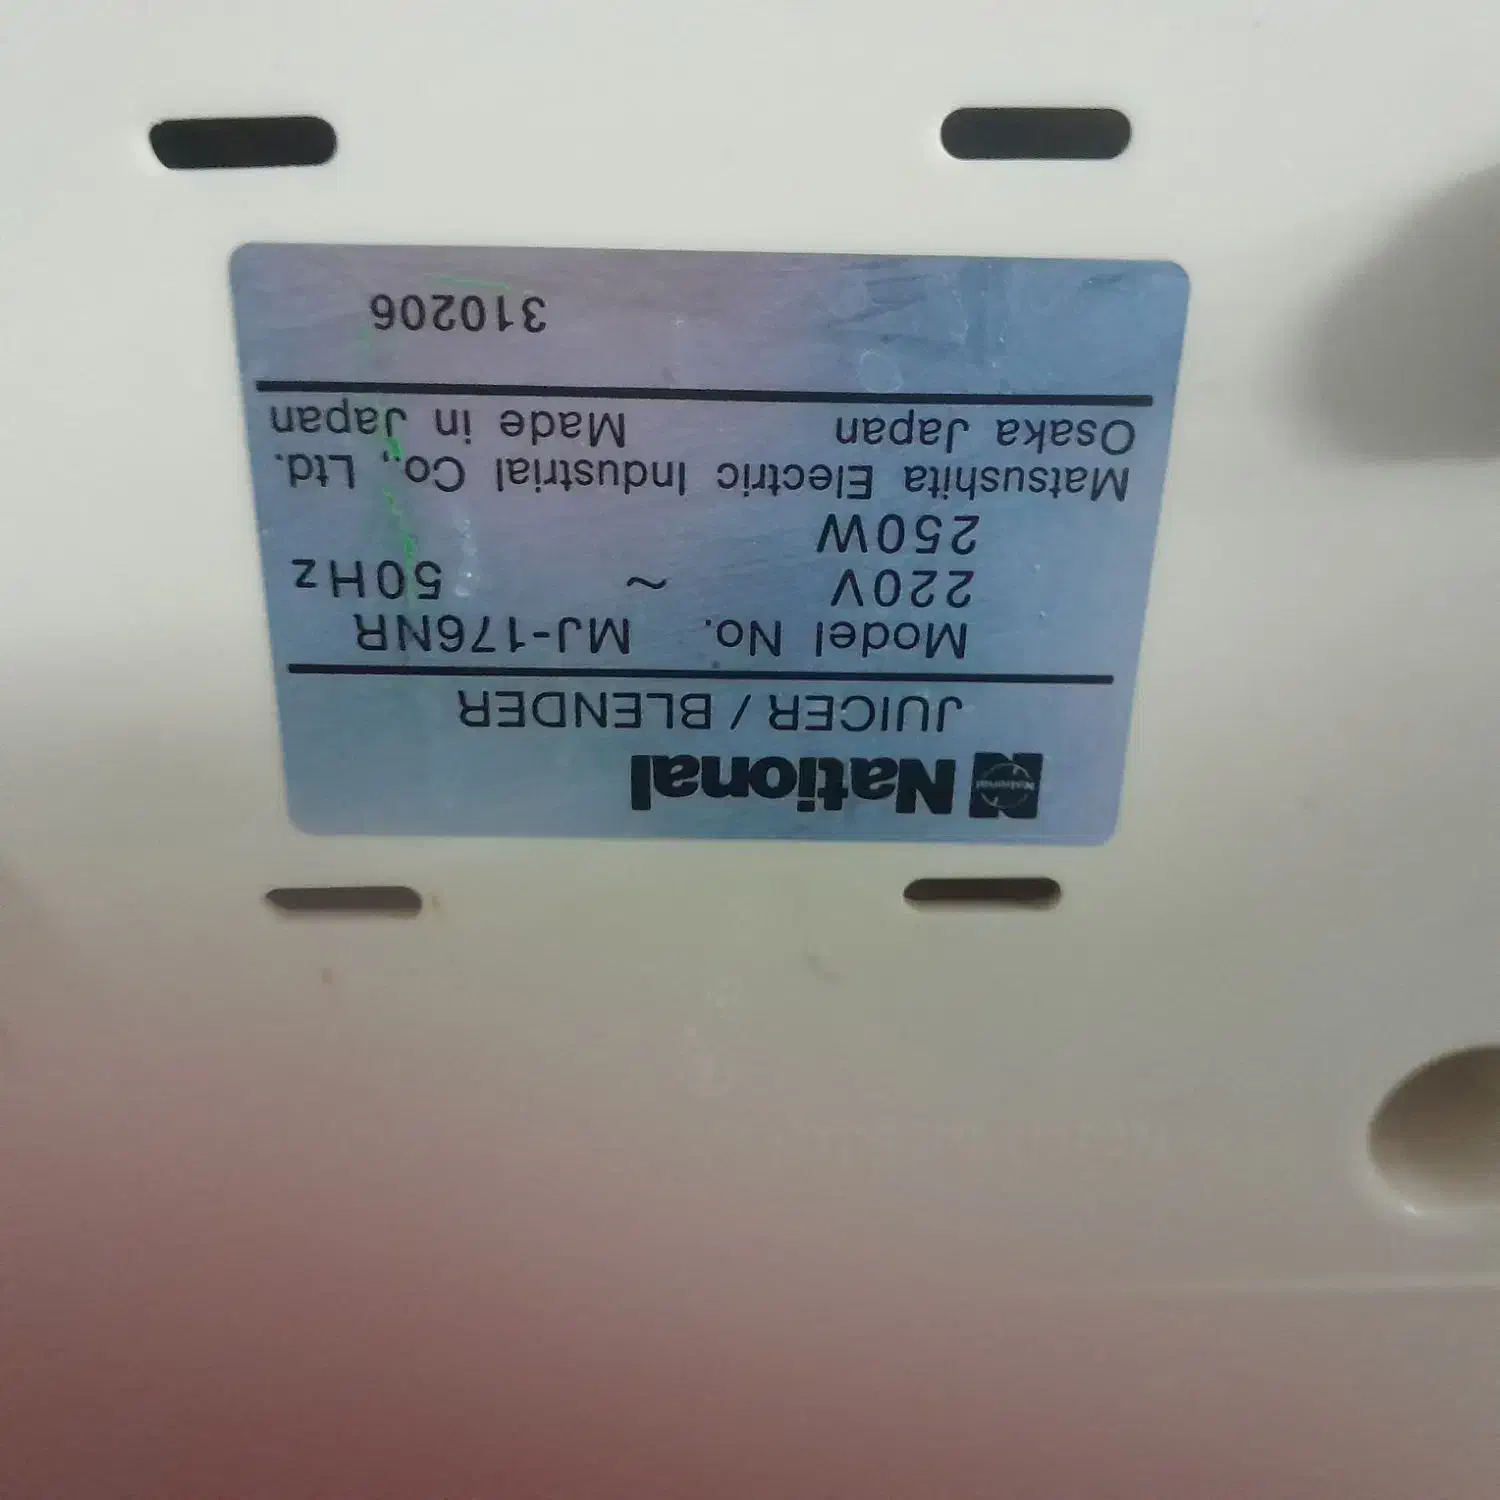 National National
JUICER / BLENDER
Model No. MJ-176NR
220V ~ 50Hz
250W
Matsushita Electric Industrial Co., Ltd.
Osaka Japan Made in Japan
310206